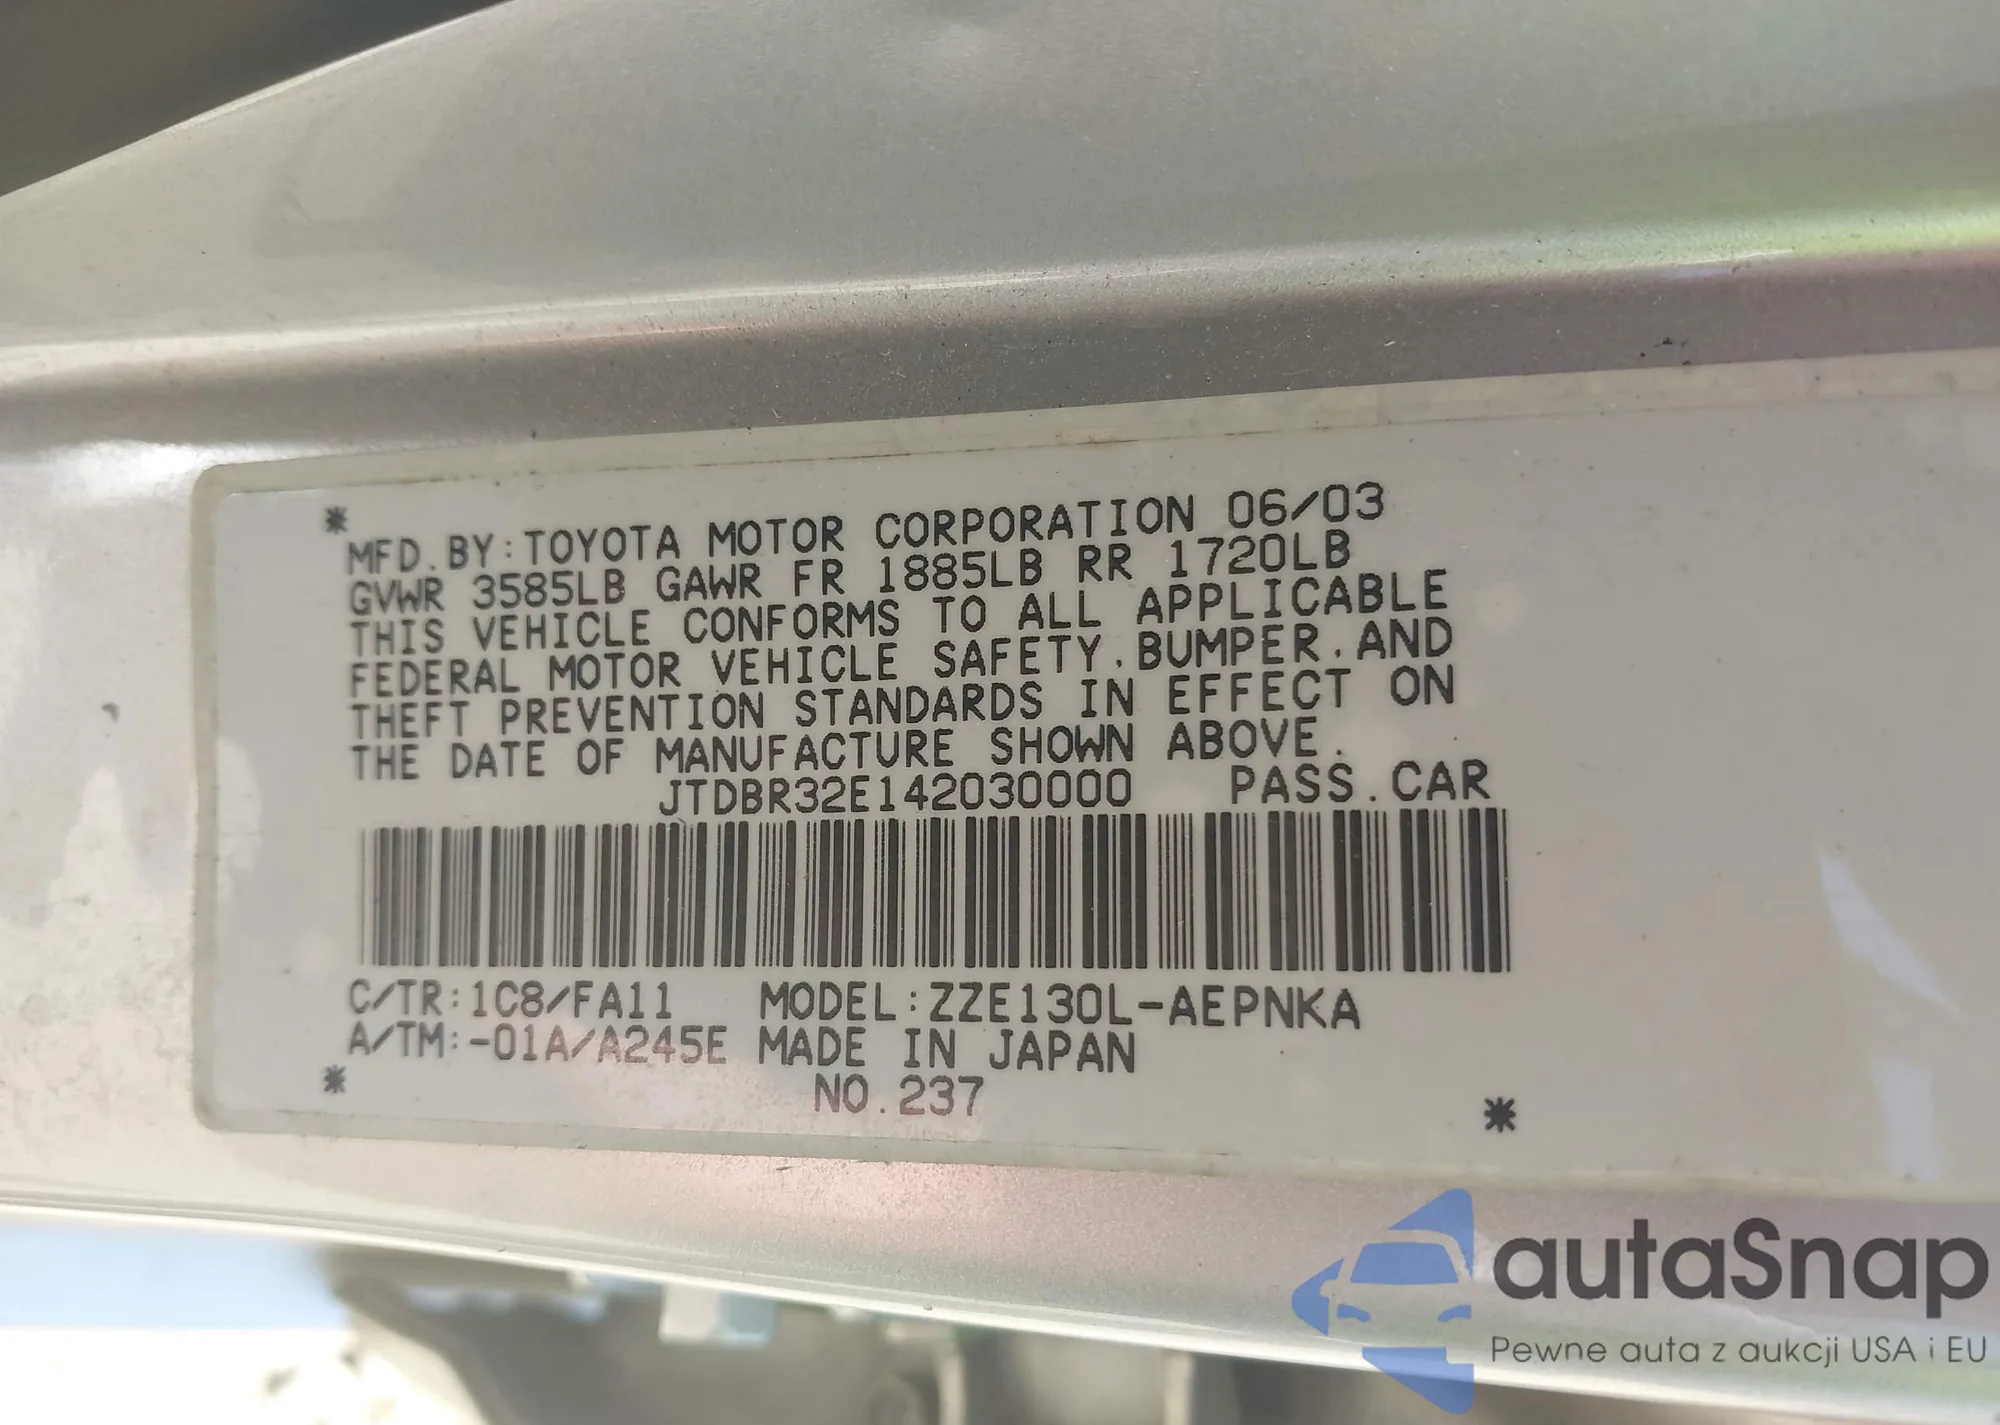 *
MFD.BY:TOYOTA MOTOR CORPORATION 06/03
GVWR 3585LB GAWR FR 1885LB RR 1720LB
THIS VEHICLE CONFORMS TO ALL APPLICABLE
FEDERAL MOTOR VEHICLE SAFETY,BUMPER,AND
THEFT PREVENTION STANDARDS IN EFFECT ON
THE DATE OF MANUFACTURE SHOWN ABOVE.
JTDBR32E142030000 PASS.CAR
C/TR:1C8/FA11 MODEL:ZZE130L-AEPNKA
A/TM:-01A/A245E MADE IN JAPAN
* NO.237 *
autaSnap
Pewne auta z aukcji USA i EU